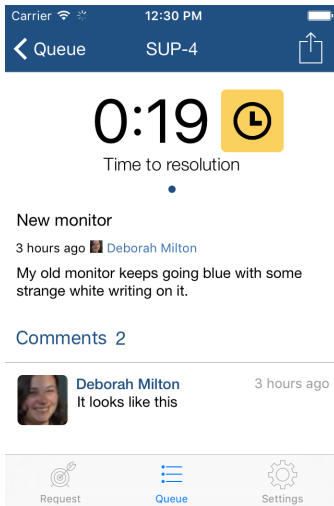 Carrier 12:30 PM
Queue SUP-4
0:19
Time to resolution
New monitor
3 hours ago Deborah Milton
My old monitor keeps going blue with some
strange white writing on it.
Comments 2
Deborah Milton 3 hours ago
It looks like this
Request Queue Settings